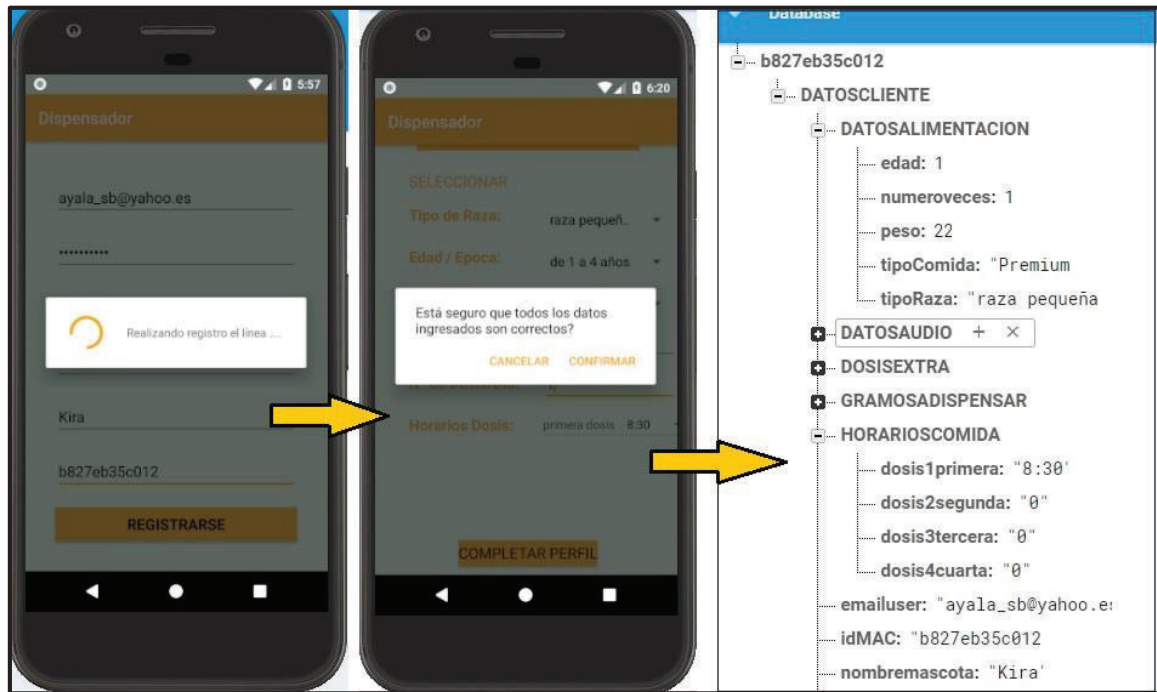 5:57
Dispensador
ayala_sb@yahoo.es
Realizando registro el linea ...
Kira
b827eb35c012
REGISTRARSE
6:20
Dispensador
SELECCIONAR
Tipo de Raza: raza pequeñ..
Edad / Epoca: de 1 a 4 años
Está seguro que todos los datos
ingresados son correctos?
CANCELAR CONFIRMAR
Horarios Dosis: primera dosis 8:30
COMPLETAR PERFIL
Database
b827eb35c012
DATOSCLIENTE
DATOSALIMENTACION
edad: 1
numeroveces: 1
peso: 22
tipoComida: "Premium
tipoRaza: "raza pequeña
DATOSAUDIO + ×
DOSISEXTRA
GRAMOSADISPENSAR
HORARIOSCOMIDA
dosis1primera: "8:30'
dosis2segunda: "0"
dosis3tercera: "0"
dosis4cuarta: "0"
emailuser: "ayala_sb@yahoo.e
idMAC: "b827eb35c012
nombremascota: "Kira'